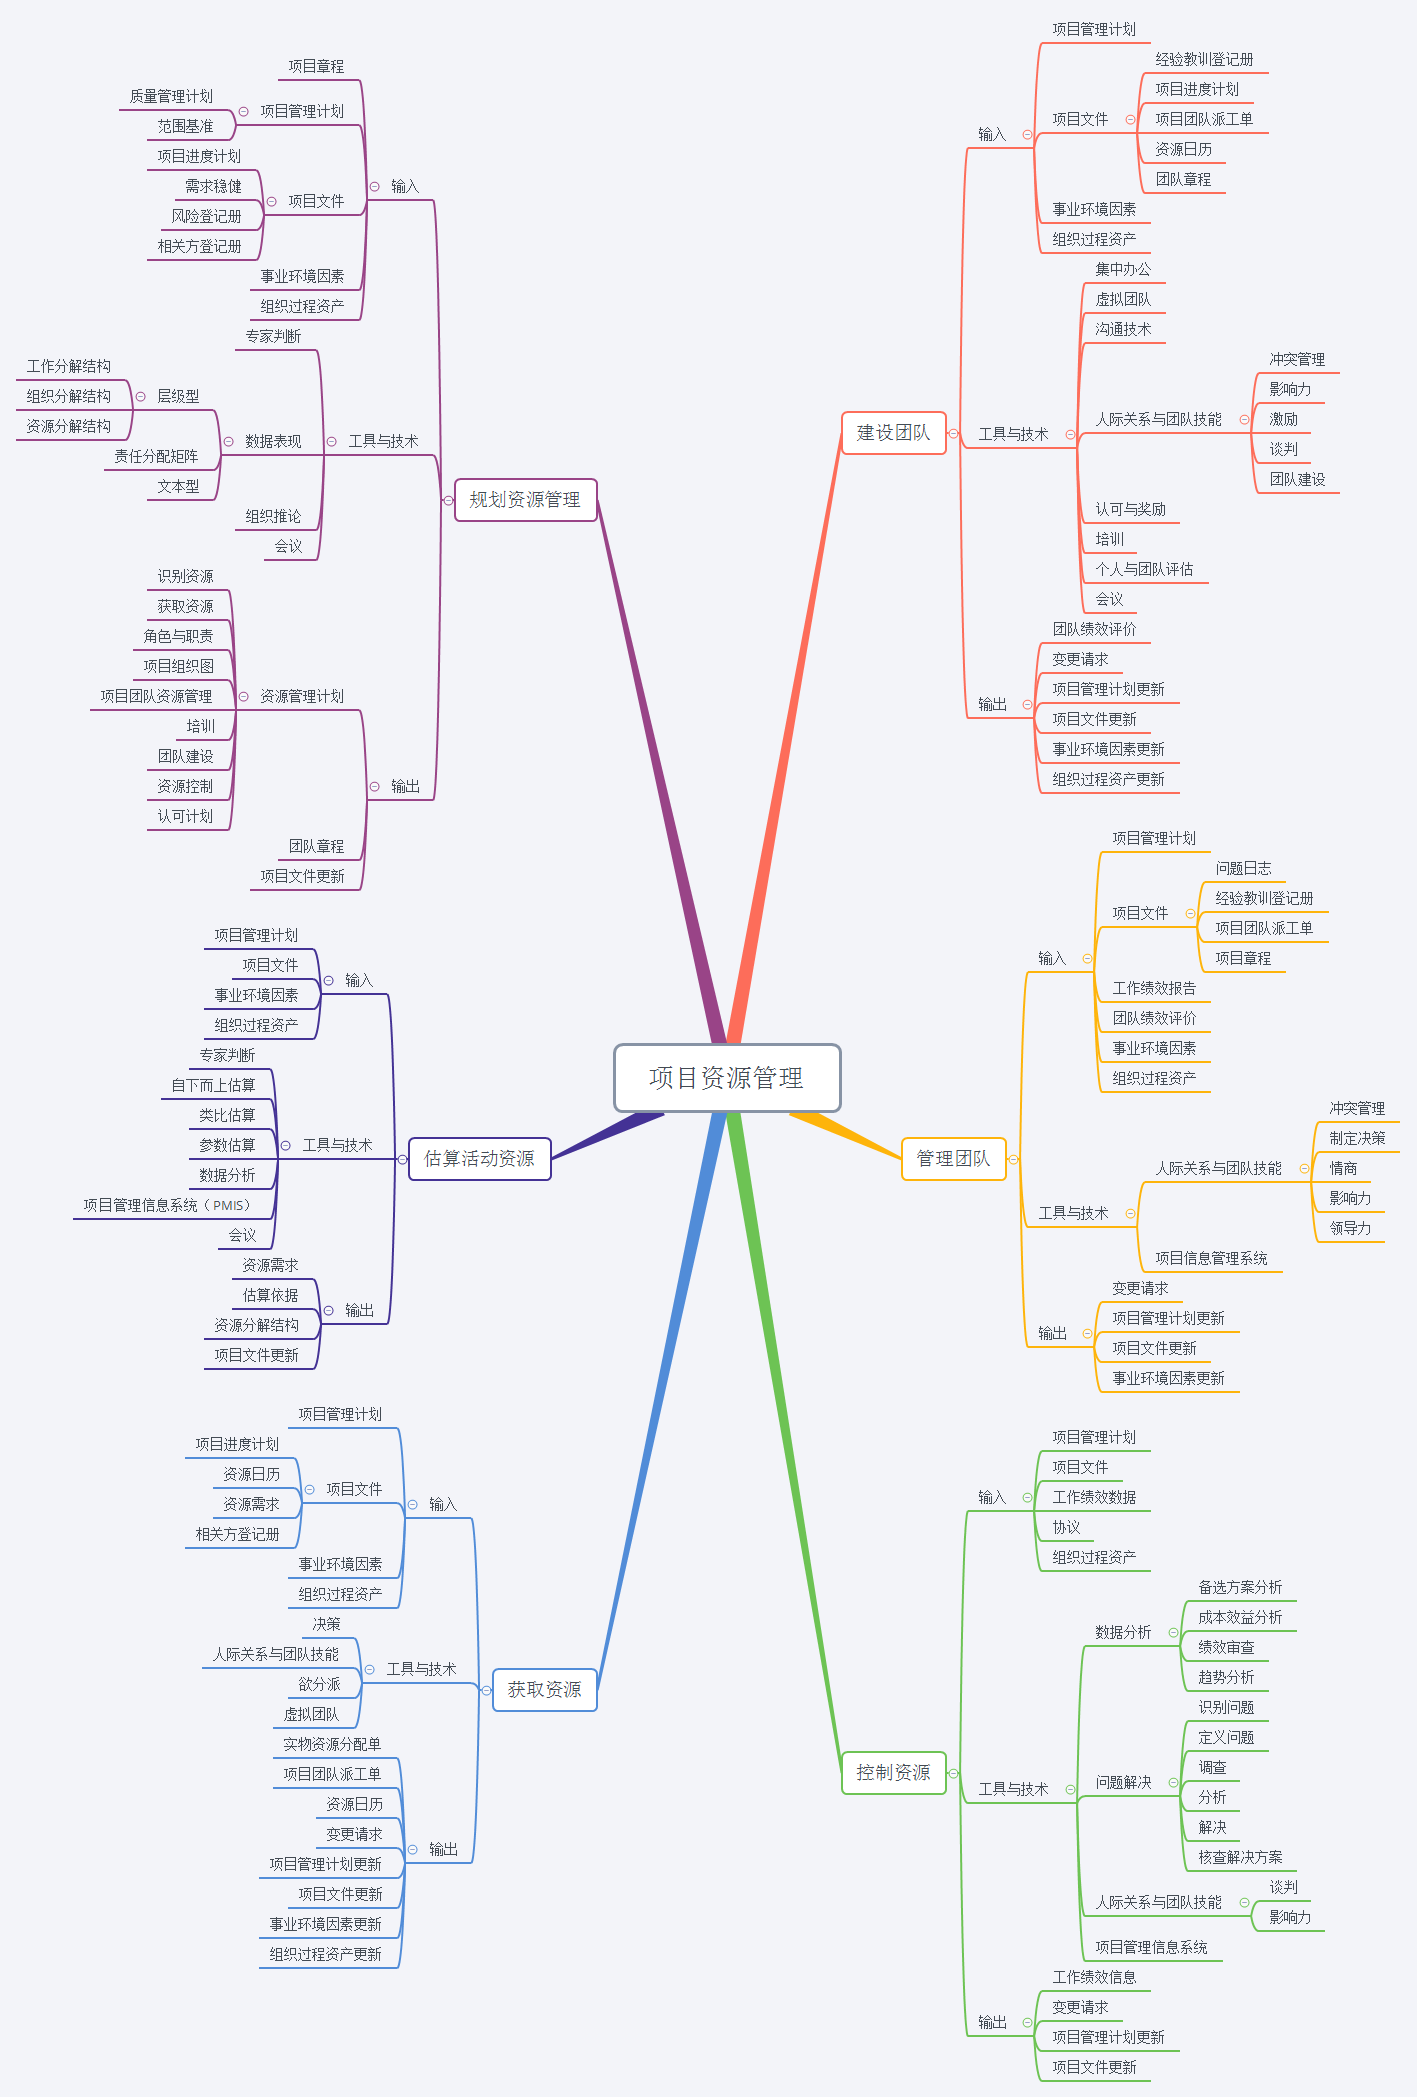 项目资源管理
规划资源管理
输入
项目章程
项目管理计划
质量管理计划
范围基准
项目文件
项目进度计划
需求稳健
风险登记册
相关方登记册
事业环境因素
组织过程资产
工具与技术
专家判断
数据表现
层级型
工作分解结构
组织分解结构
资源分解结构
责任分配矩阵
文本型
组织推论
会议
输出
资源管理计划
识别资源
获取资源
角色与职责
项目组织图
项目团队资源管理
培训
团队建设
资源控制
认可计划
团队章程
项目文件更新
估算活动资源
输入
项目管理计划
项目文件
事业环境因素
组织过程资产
工具与技术
专家判断
自下而上估算
类比估算
参数估算
数据分析
项目管理信息系统（PMIS）
会议
输出
资源需求
估算依据
资源分解结构
项目文件更新
获取资源
输入
项目管理计划
项目文件
项目进度计划
资源日历
资源需求
相关方登记册
事业环境因素
组织过程资产
工具与技术
决策
人际关系与团队技能
欲分派
虚拟团队
输出
实物资源分配单
项目团队派工单
资源日历
变更请求
项目管理计划更新
项目文件更新
事业环境因素更新
组织过程资产更新
建设团队
输入
项目管理计划
项目文件
经验教训登记册
项目进度计划
项目团队派工单
资源日历
团队章程
事业环境因素
组织过程资产
工具与技术
集中办公
虚拟团队
沟通技术
人际关系与团队技能
冲突管理
影响力
激励
谈判
团队建设
认可与奖励
培训
个人与团队评估
会议
输出
团队绩效评价
变更请求
项目管理计划更新
项目文件更新
事业环境因素更新
组织过程资产更新
管理团队
输入
项目管理计划
项目文件
问题日志
经验教训登记册
项目团队派工单
项目章程
工作绩效报告
团队绩效评价
事业环境因素
组织过程资产
工具与技术
人际关系与团队技能
冲突管理
制定决策
情商
影响力
领导力
项目信息管理系统
输出
变更请求
项目管理计划更新
项目文件更新
事业环境因素更新
控制资源
输入
项目管理计划
项目文件
工作绩效数据
协议
组织过程资产
工具与技术
数据分析
备选方案分析
成本效益分析
绩效审查
趋势分析
问题解决
识别问题
定义问题
调查
分析
解决
核查解决方案
人际关系与团队技能
谈判
影响力
项目管理信息系统
输出
工作绩效信息
变更请求
项目管理计划更新
项目文件更新